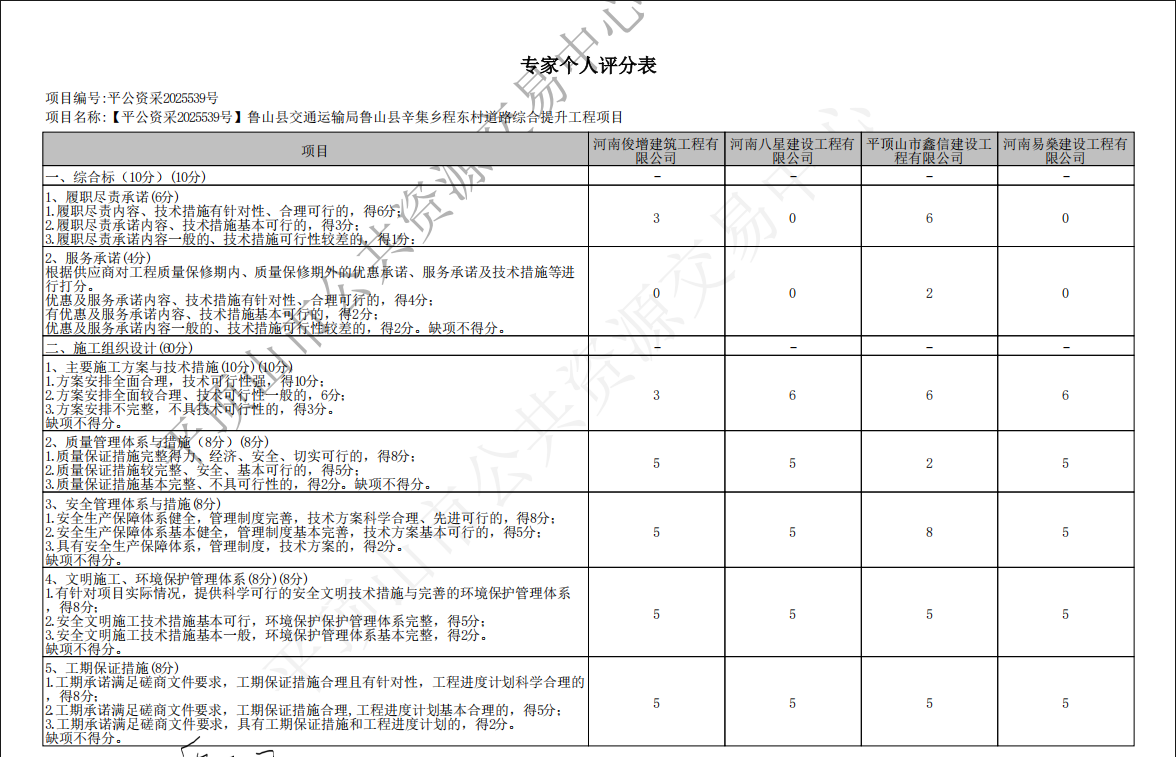 专家个人评分表
项目编号:平公资采2025539号
项目名称:【平公资采2025539号】鲁山县交通运输局鲁山县辛集乡程东村道路综合提升工程项目
项目 河南俊增建筑工程有限公司 河南八星建设工程有限公司 平顶山市鑫信建设工程有限公司 河南易燊建设工程有限公司
一、综合标（10分）(10分) - - - -
1、履职尽责承诺(6分)
1.履职尽责内容、技术措施有针对性、合理可行的，得6分；
2.履职尽责承诺内容、技术措施基本可行的，得3分；
3.履职尽责承诺内容一般的、技术措施可行性较差的，得1分：
3 0 6 0
2、服务承诺(4分)
根据供应商对工程质量保修期内、质量保修期外的优惠承诺、服务承诺及技术措施等进
行打分。
优惠及服务承诺内容、技术措施有针对性、合理可行的，得4分；
有优惠及服务承诺内容、技术措施基本可行的，得2分；
优惠及服务承诺内容一般的、技术措施可行性较差的，得2分。缺项不得分。
0 0 2 0
二、施工组织设计(60分) - - - -
1、主要施工方案与技术措施(10分)(10分)
1.方案安排全面合理，技术可行性强，得10分；
2.方案安排全面较合理、技术可行性一般的，6分；
3.方案安排不完整，不具技术可行性的，得3分。
缺项不得分。
3 6 6 6
2、质量管理体系与措施（8分）(8分)
1.质量保证措施完整得力、经济、安全、切实可行的，得8分；
2.质量保证措施较完整、安全、基本可行的，得5分；
3.质量保证措施基本完整、不具可行性的，得2分。缺项不得分。
5 5 2 5
3、安全管理体系与措施(8分)
1.安全生产保障体系健全，管理制度完善，技术方案科学合理、先进可行的，得8分；
2.安全生产保障体系基本健全，管理制度基本完善，技术方案基本可行的，得5分；
3.具有安全生产保障体系，管理制度，技术方案的，得2分。
缺项不得分。
5 5 8 5
4、文明施工、环境保护管理体系(8分)(8分)
1.有针对项目实际情况，提供科学可行的安全文明技术措施与完善的环境保护管理体系
，得8分；
2.安全文明施工技术措施基本可行，环境保护保护管理体系完整，得5分；
3.安全文明施工技术措施基本一般，环境保护管理体系基本完整，得2分。
缺项不得分。
5 5 5 5
5、工期保证措施(8分)
1.工期承诺满足磋商文件要求，工期保证措施合理且有针对性，工程进度计划科学合理的
，得8分；
2.工期承诺满足磋商文件要求，工期保证措施合理,工程进度计划基本合理的，得5分；
3.工期承诺满足磋商文件要求，具有工期保证措施和工程进度计划的，得2分。
缺项不得分。
5 5 5 5
平顶山市公共资源交易中心
平顶山市公共资源交易中心